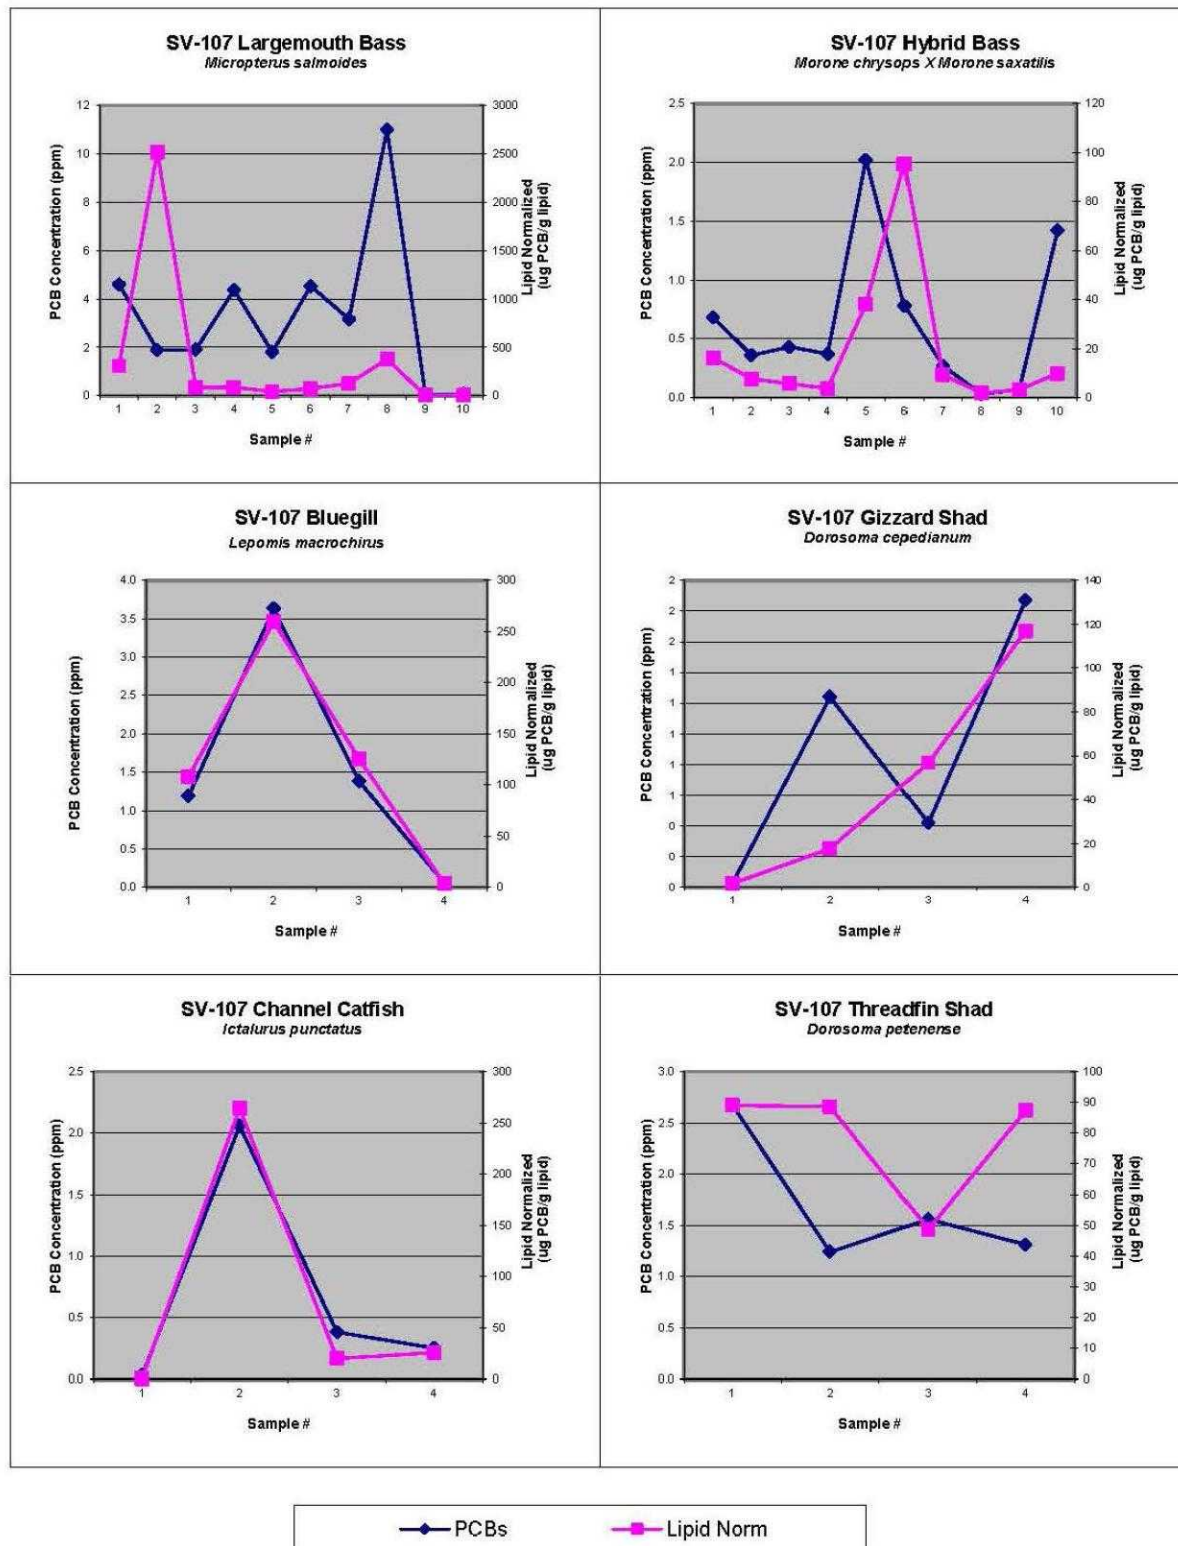 SV-107 Largemouth Bass
Micropterus salmoides
PCB Concentration (ppm)
12
10
8
6
4
2
0
3000
2500
2000
1500
1000
500
0
Lipid Normalized
(ug PCB/g lipid)
1 2 3 4 5 6 7 8 9 10
Sample #
SV-107 Hybrid Bass
Morone chrysops X Morone saxatilis
PCB Concentration (ppm)
2.5
2.0
1.5
1.0
0.5
0.0
120
100
80
60
40
20
0
Lipid Normalized
(ug PCB/g lipid)
1 2 3 4 5 6 7 8 9 10
Sample #
SV-107 Bluegill
Lepomis macrochirus
PCB Concentration (ppm)
4.0
3.5
3.0
2.5
2.0
1.5
1.0
0.5
0.0
300
250
200
150
100
50
0
Lipid Normalized
(ug PCB/g lipid)
1 2 3 4
Sample #
SV-107 Gizzard Shad
Dorosoma cepedianum
PCB Concentration (ppm)
2
2
2
1
1
1
1
1
0
0
0
140
120
100
80
60
40
20
0
Lipid Normalized
(ug PCB/g lipid)
1 2 3 4
Sample #
SV-107 Channel Catfish
Ictalurus punctatus
PCB Concentration (ppm)
2.5
2.0
1.5
1.0
0.5
0.0
300
250
200
150
100
50
0
Lipid Normalized
(ug PCB/g lipid)
1 2 3 4
Sample #
SV-107 Threadfin Shad
Dorosoma petenense
PCB Concentration (ppm)
3.0
2.5
2.0
1.5
1.0
0.5
0.0
100
90
80
70
60
50
40
30
20
10
0
Lipid Normalized
(ug PCB/g lipid)
1 2 3 4
Sample #
PCBs Lipid Norm